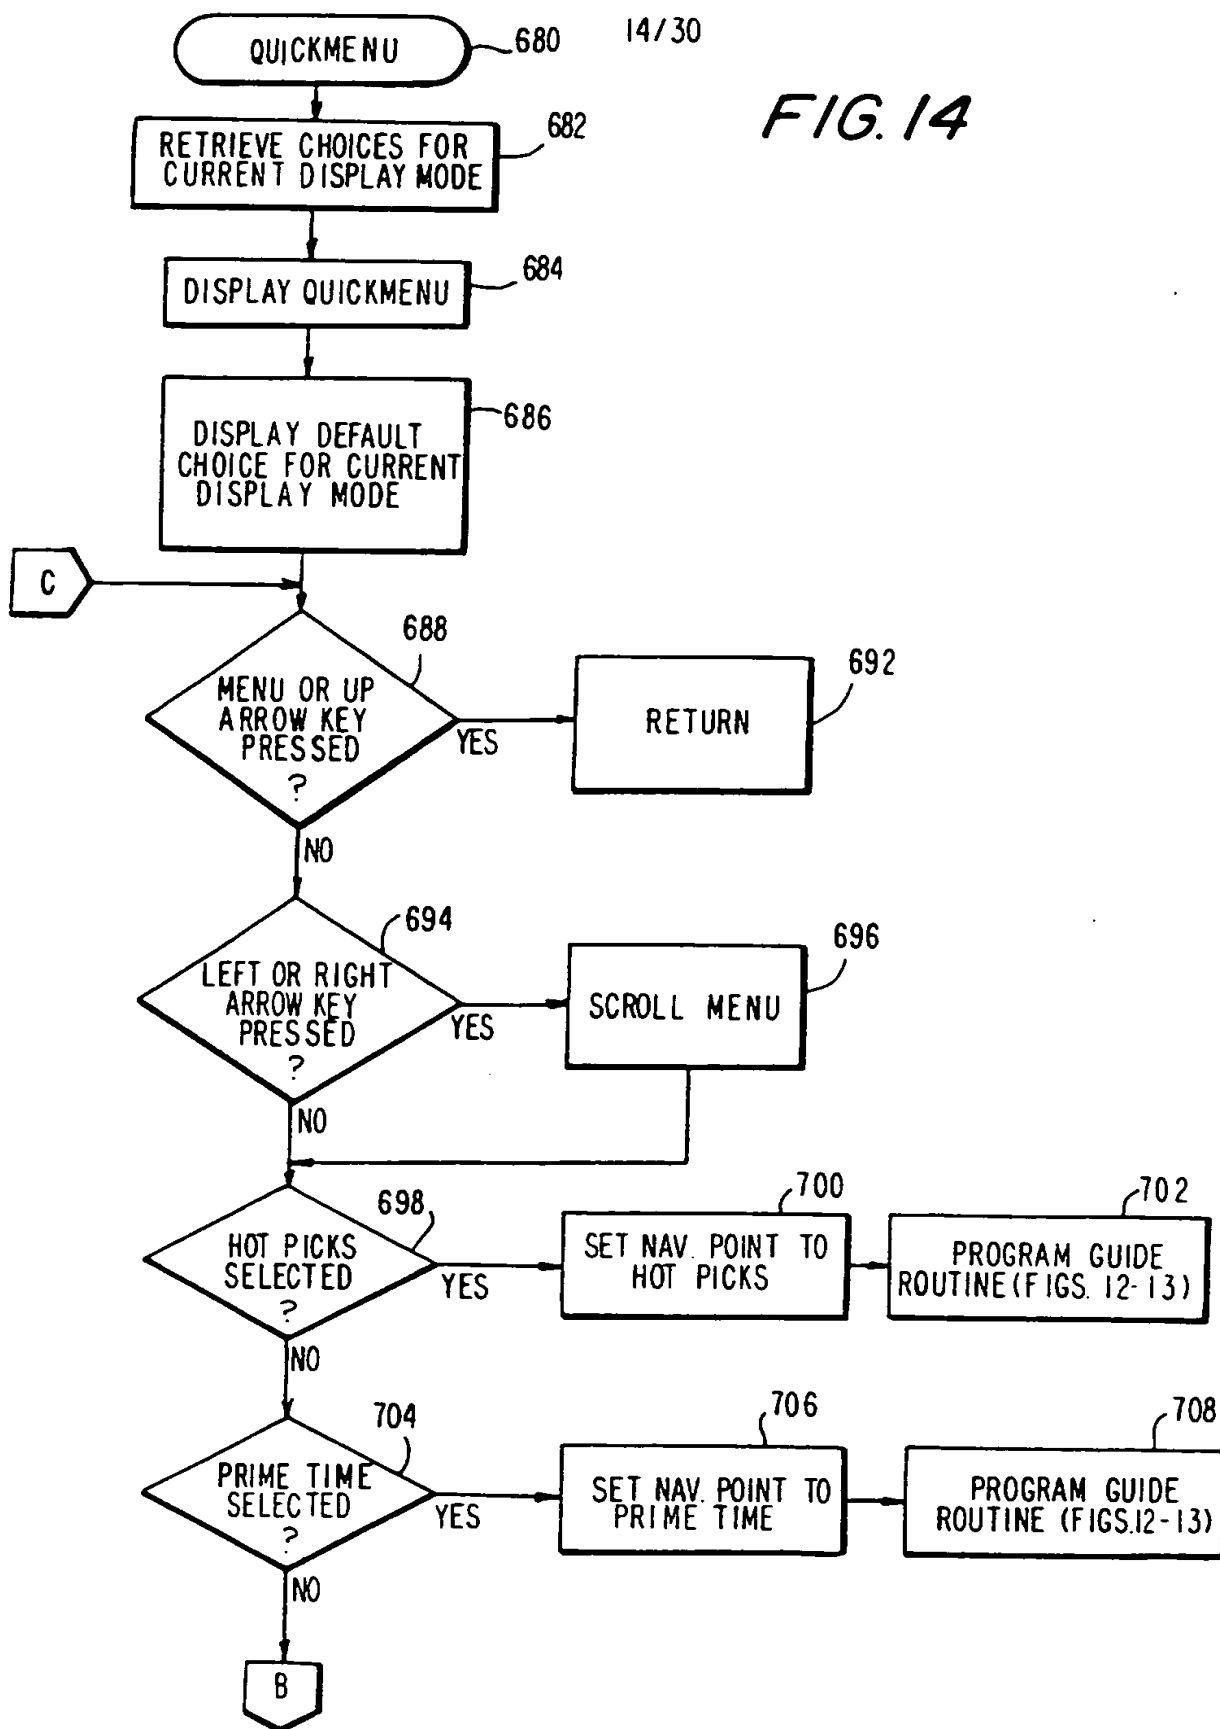 14/30
FIG. 14
QUICKMENU
680
RETRIEVE CHOICES FOR
CURRENT DISPLAY MODE
682
DISPLAY QUICKMENU
684
DISPLAY DEFAULT
CHOICE FOR CURRENT
DISPLAY MODE
686
C
MENU OR UP
ARROW KEY
PRESSED
?
688
YES
RETURN
692
NO
LEFT OR RIGHT
ARROW KEY
PRESSED
?
694
YES
SCROLL MENU
696
NO
HOT PICKS
SELECTED
?
698
YES
SET NAV. POINT TO
HOT PICKS
700
PROGRAM GUIDE
ROUTINE (FIGS. 12-13)
702
NO
PRIME TIME
SELECTED
?
704
YES
SET NAV. POINT TO
PRIME TIME
706
PROGRAM GUIDE
ROUTINE (FIGS.12-13)
708
NO
B